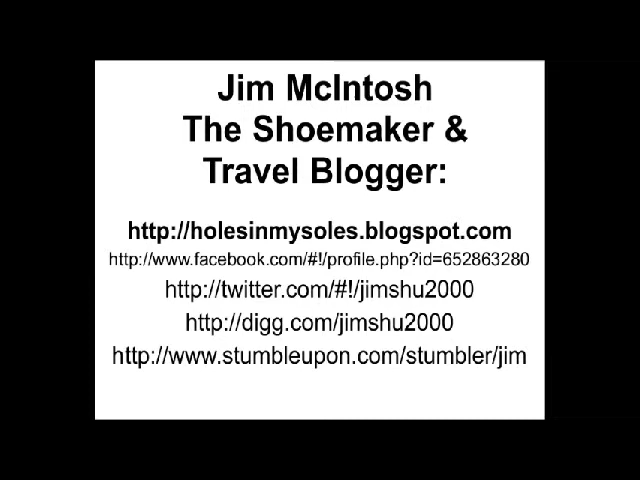 Jim McIntosh
The Shoemaker &
Travel Blogger:
http://holesinmysoles.blogspot.com
http://www.facebook.com/#!/profile.php?id=652863280
http://twitter.com/#!/jimshu2000
http://digg.com/jimshu2000
http://www.stumbleupon.com/stumbler/jim